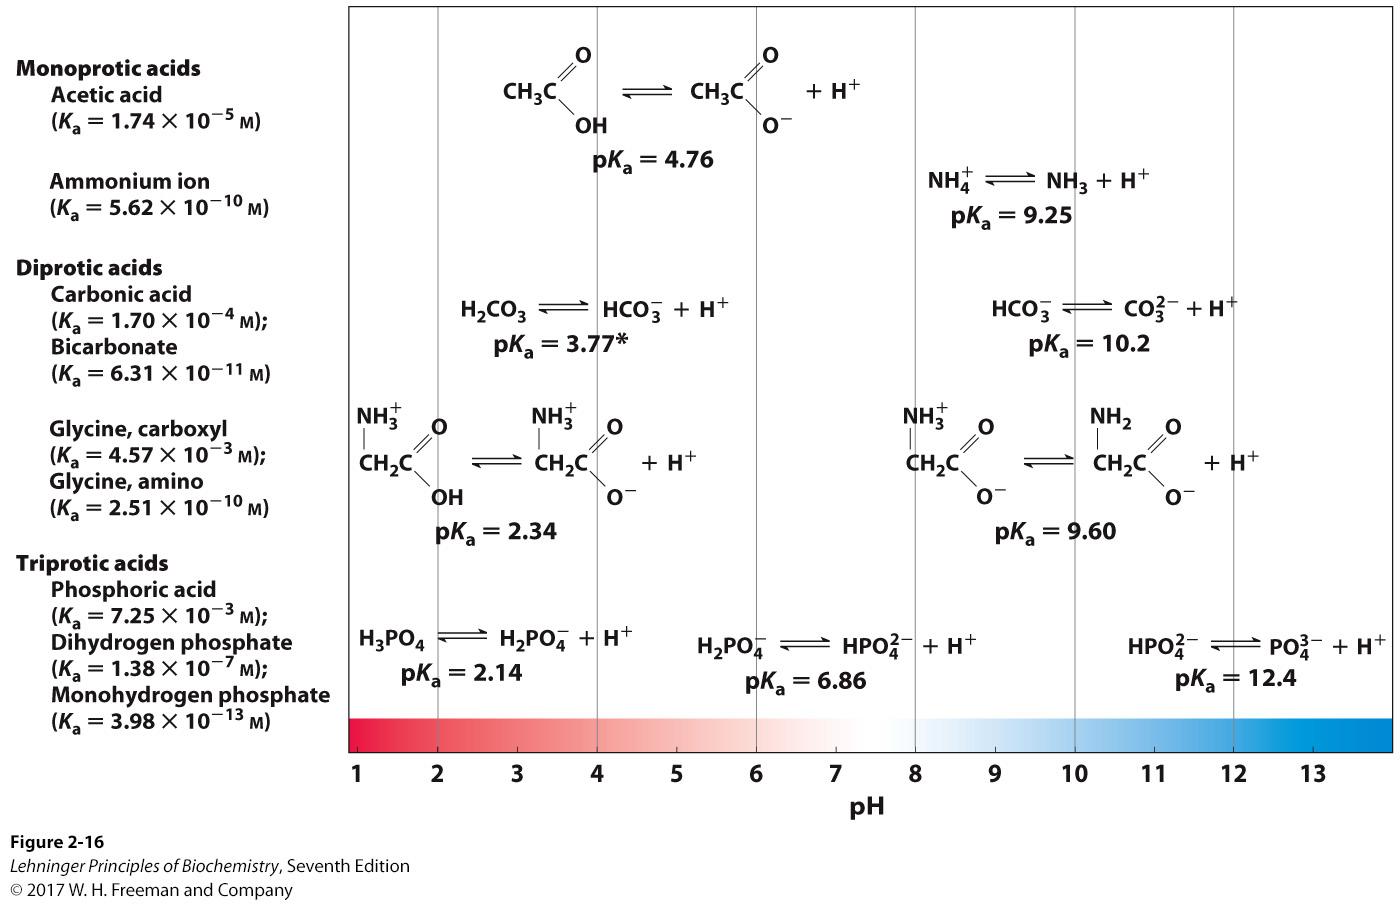 Monoprotic acids
Acetic acid
(Kₐ = 1.74 × 10⁻⁵ M)
CH₃C
O
OH
⇌
CH₃C
O
O⁻
+ H⁺
pKₐ = 4.76
Ammonium ion
(Kₐ = 5.62 × 10⁻¹⁰ M)
NH₄⁺ ⇌ NH₃ + H⁺
pKₐ = 9.25
Diprotic acids
Carbonic acid
(Kₐ = 1.70 × 10⁻⁴ M);
Bicarbonate
(Kₐ = 6.31 × 10⁻¹¹ M)
H₂CO₃ ⇌ HCO₃⁻ + H⁺
pKₐ = 3.77*
HCO₃⁻ ⇌ CO₃²⁻ + H⁺
pKₐ = 10.2
Glycine, carboxyl
(Kₐ = 4.57 × 10⁻³ M);
Glycine, amino
(Kₐ = 2.51 × 10⁻¹⁰ M)
NH₃⁺
CH₂C
O
OH
⇌
NH₃⁺
CH₂C
O
O⁻
+ H⁺
pKₐ = 2.34
NH₃⁺
CH₂C
O
O⁻
⇌
NH₂
CH₂C
O
O⁻
+ H⁺
pKₐ = 9.60
Triprotic acids
Phosphoric acid
(Kₐ = 7.25 × 10⁻³ M);
Dihydrogen phosphate
(Kₐ = 1.38 × 10⁻⁷ M);
Monohydrogen phosphate
(Kₐ = 3.98 × 10⁻¹³ M)
H₃PO₄ ⇌ H₂PO₄⁻ + H⁺
pKₐ = 2.14
H₂PO₄⁻ ⇌ HPO₄²⁻ + H⁺
pKₐ = 6.86
HPO₄²⁻ ⇌ PO₄³⁻ + H⁺
pKₐ = 12.4
1 2 3 4 5 6 7 8 9 10 11 12 13
pH
Figure 2-16
Lehninger Principles of Biochemistry, Seventh Edition
© 2017 W. H. Freeman and Company